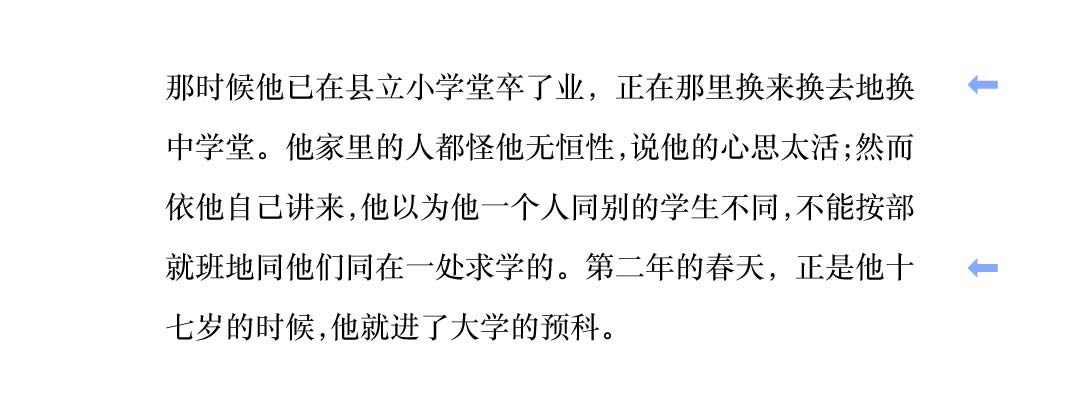 那时候他已在县立小学堂卒了业，正在那里换来换去地换
中学堂。他家里的人都怪他无恒性,说他的心思太活;然而
依他自己讲来,他以为他一个人同别的学生不同,不能按部
就班地同他们同在一处求学的。第二年的春天，正是他十
七岁的时候,他就进了大学的预科。